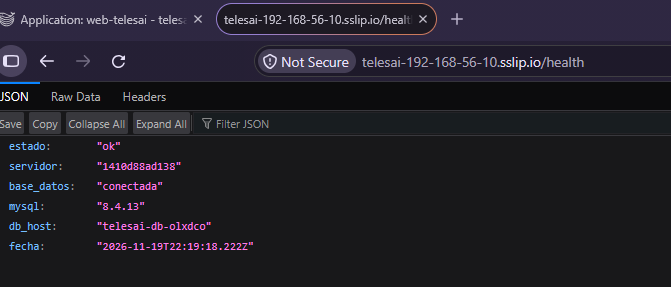 Application: web-telesai - telesa
telesai-192-168-56-10.sslip.io/health
Not Secure telesai-192-168-56-10.sslip.io/health
JSON Raw Data Headers
Save Copy Collapse All Expand All Filter JSON
estado: "ok"
servidor: "1410d88ad138"
base_datos: "conectada"
mysql: "8.4.13"
db_host: "telesai-db-olxdco"
fecha: "2026-11-19T22:19:18.222Z"